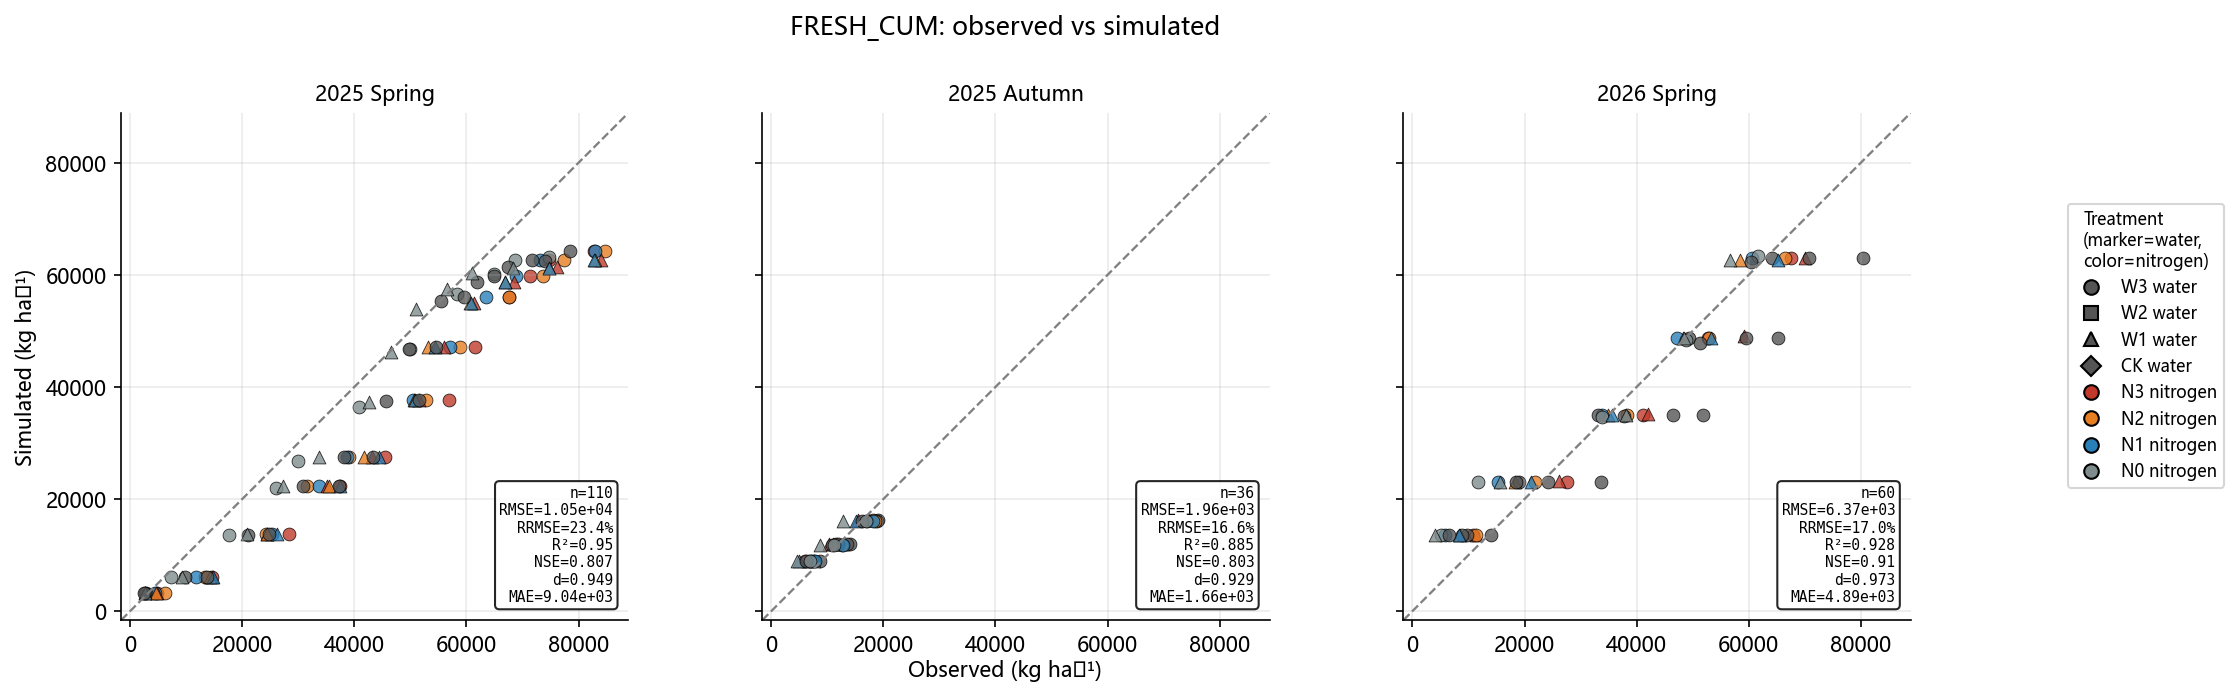 FRESH_CUM: observed vs simulated
2025 Spring
2025 Autumn
2026 Spring
Simulated (kg ha□¹)
80000
60000
40000
20000
0
n=110
RMSE=1.05e+04
RRMSE=23.4%
R²=0.95
NSE=0.807
d=0.949
MAE=9.04e+03
n=36
RMSE=1.96e+03
RRMSE=16.6%
R²=0.885
NSE=0.803
d=0.929
MAE=1.66e+03
n=60
RMSE=6.37e+03
RRMSE=17.0%
R²=0.928
NSE=0.91
d=0.973
MAE=4.89e+03
0 20000 40000 60000 80000
0 20000 40000 60000 80000
0 20000 40000 60000 80000
Observed (kg ha□¹)
Treatment
(marker=water,
color=nitrogen)
W3 water
W2 water
W1 water
CK water
N3 nitrogen
N2 nitrogen
N1 nitrogen
N0 nitrogen